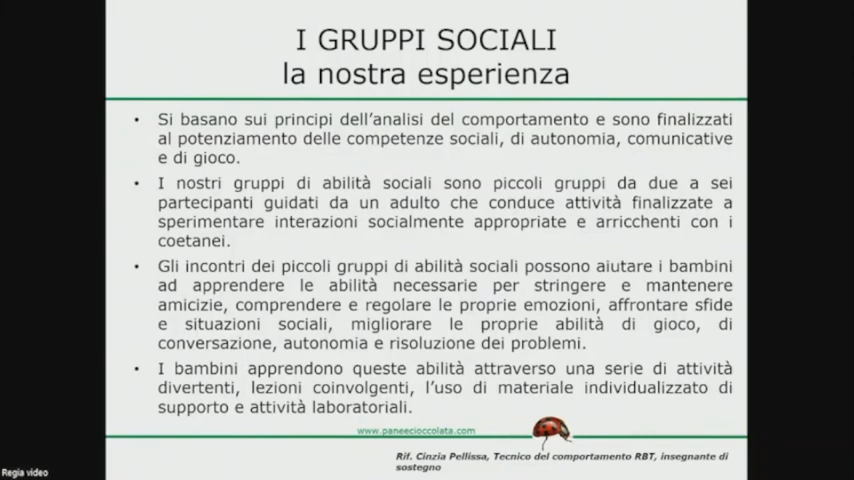 I GRUPPI SOCIALI
la nostra esperienza
• Si basano sui principi dell'analisi del comportamento e sono finalizzati
al potenziamento delle competenze sociali, di autonomia, comunicative
e di gioco.
• I nostri gruppi di abilità sociali sono piccoli gruppi da due a sei
partecipanti guidati da un adulto che conduce attività finalizzate a
sperimentare interazioni socialmente appropriate e arricchenti con i
coetanei.
• Gli incontri dei piccoli gruppi di abilità sociali possono aiutare i bambini
ad apprendere le abilità necessarie per stringere e mantenere
amicizie, comprendere e regolare le proprie emozioni, affrontare sfide
e situazioni sociali, migliorare le proprie abilità di gioco, di
conversazione, autonomia e risoluzione dei problemi.
• I bambini apprendono queste abilità attraverso una serie di attività
divertenti, lezioni coinvolgenti, l'uso di materiale individualizzato di
supporto e attività laboratoriali.
www.paneecioccolata.com
Rif. Cinzia Pellissa, Tecnico del comportamento RBT, insegnante di
sostegno
Regia video